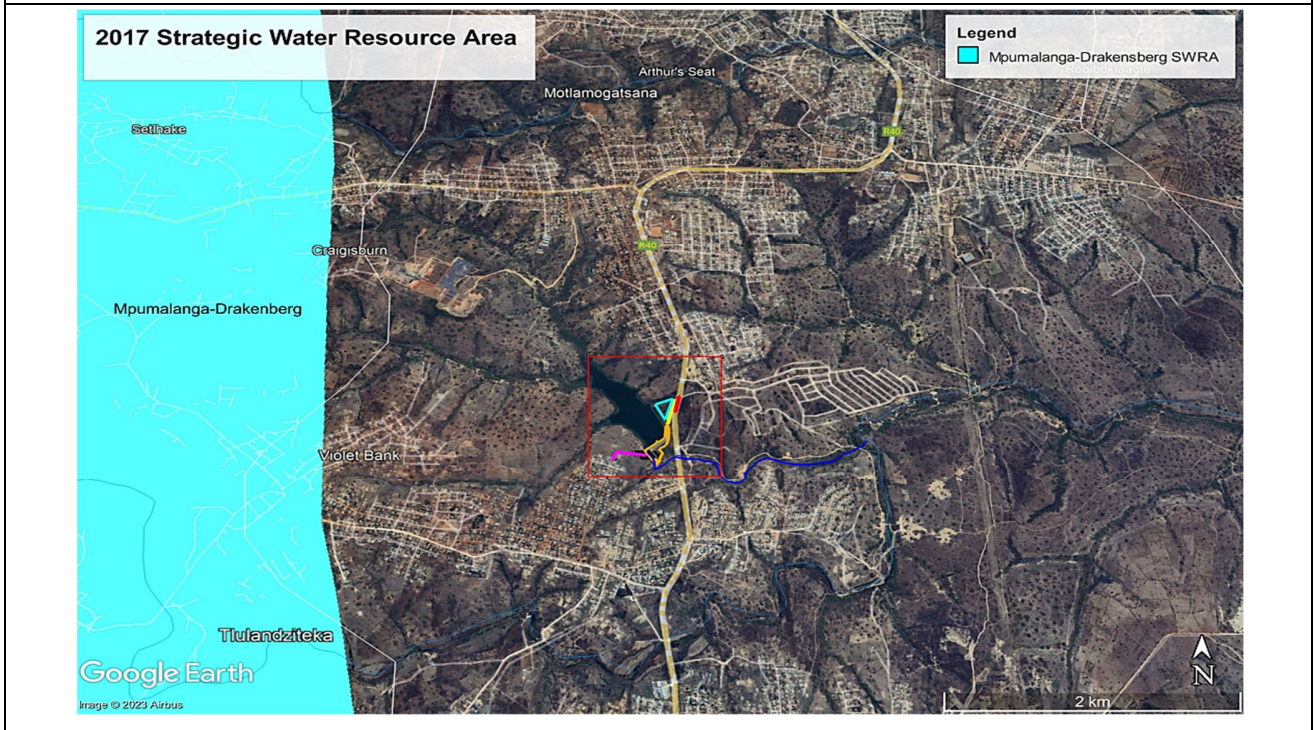 2017 Strategic Water Resource Area
Legend
Mpumalanga-Drakensberg SWRA
Arthur's Seat
Motlamogatsana
Setlhake
R40
R40
Craigisburn
Mpumalanga-Drakenberg
Violet Bank
Tlulandziteka
Google Earth
Image © 2023 Airbus
N
2 km